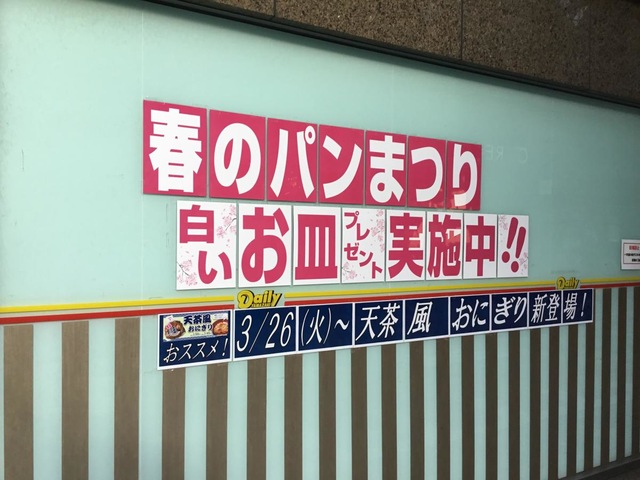 春のパンまつり
白いお皿プレゼント実施中!!
Daily
Daily
天茶風
おにぎり
おススメ! 3/26(火)~天茶風おにぎり新登場!